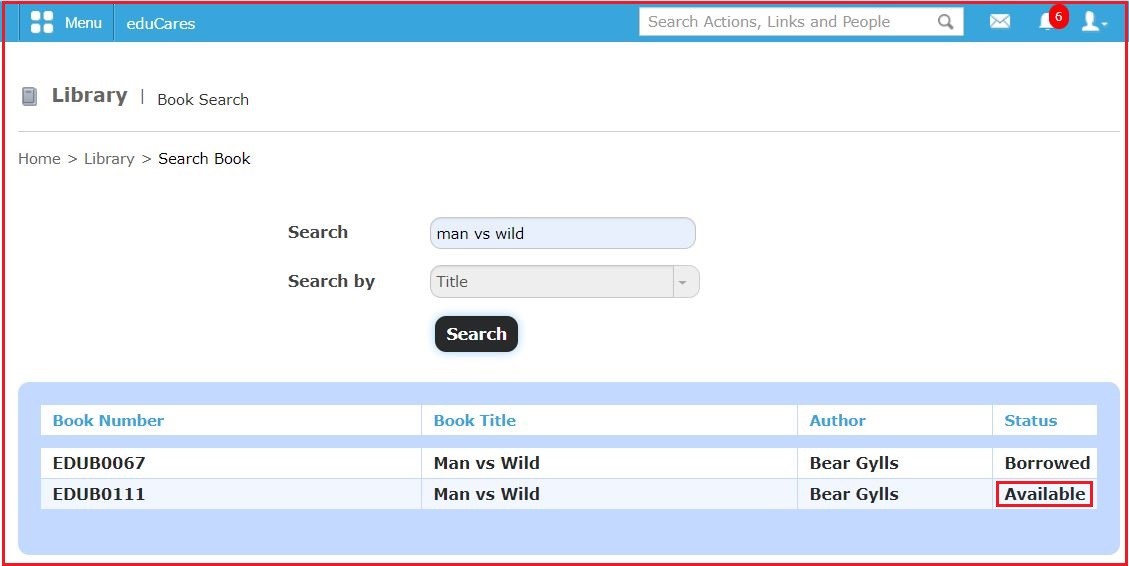 Menu eduCares Search Actions, Links and People 6
Library | Book Search
Home > Library > Search Book
Search man vs wild
Search by Title
Search
Book Number Book Title Author Status
EDUB0067 Man vs Wild Bear Gylls Borrowed
EDUB0111 Man vs Wild Bear Gylls Available